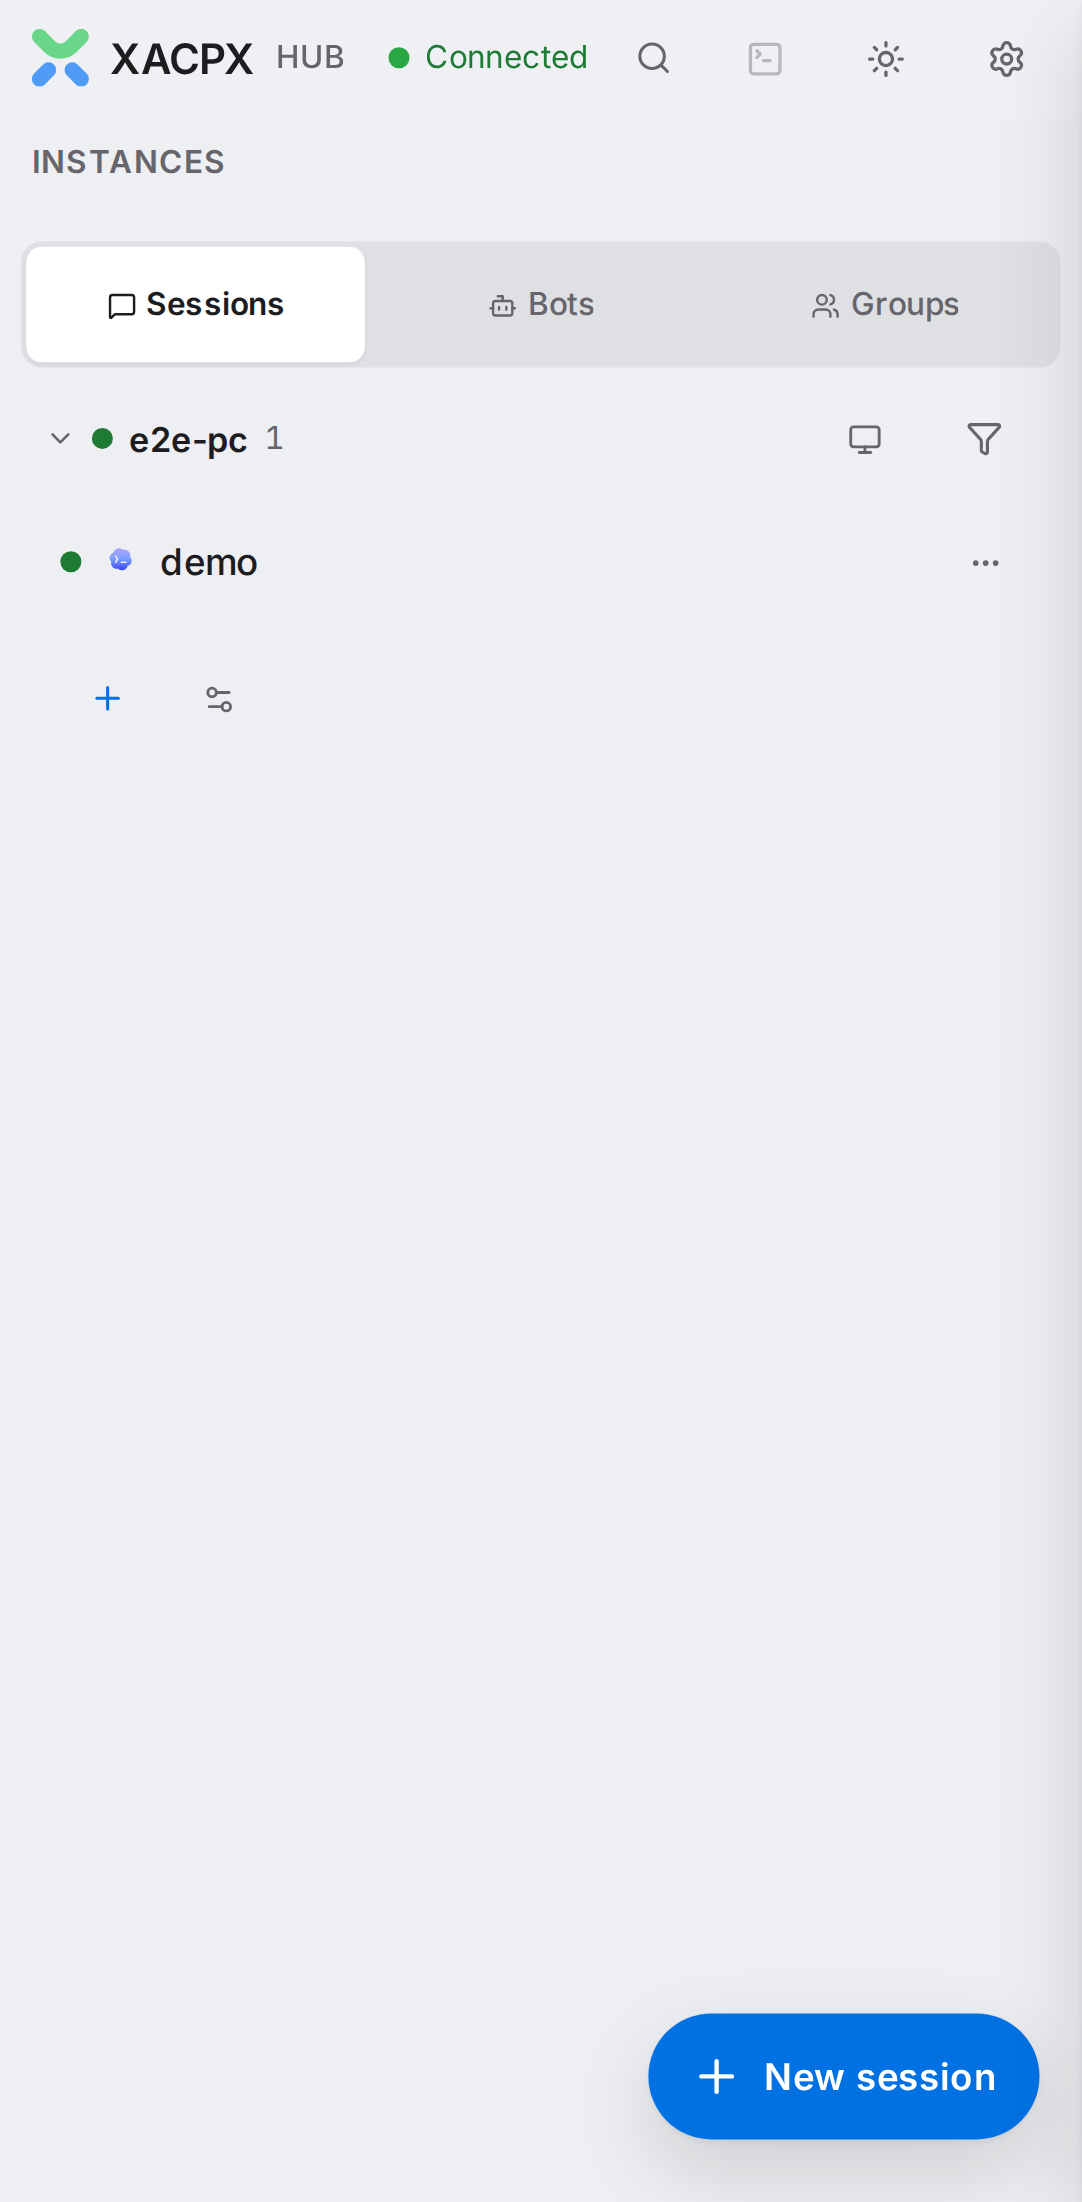 XACPX HUB Connected
INSTANCES
Sessions Bots Groups
e2e-pc 1
demo
New session